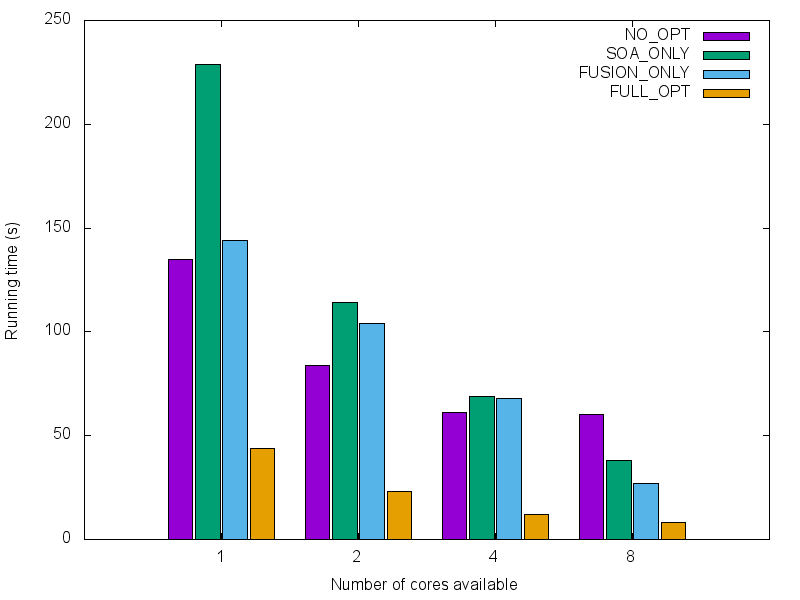 250
200
150
100
50
0
Running time (s)
NO_OPT
SOA_ONLY
FUSION_ONLY
FULL_OPT
1 2 4 8
Number of cores available